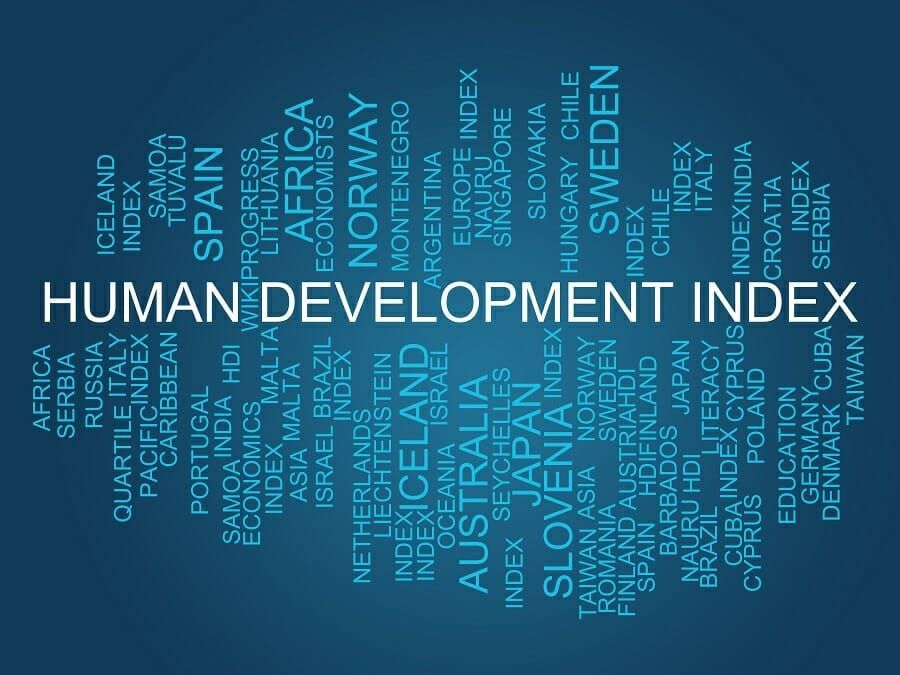 ICELAND
INDEX
SAMOA
TUVALU
SPAIN
WIKIPROGRESS
LITHUANIA
AFRICA
ECONOMISTS
NORWAY
MONTENEGRO
ARGENTINA
EUROPE INDEX
NAURU
SINGAPORE
SLOVAKIA
HUNGARY CHILE
SWEDEN
INDEX
CHILE
INDEX
ITALY
INDEXINDIA
CROATIA
INDEX
SERBIA
HUMAN DEVELOPMENT INDEX
AFRICA
SERBIA
RUSSIA
QUARTILE ITALY
PACIFIC INDEX
CARIBBEAN
PORTUGAL
INDIA HDI
SAMOA
ECONOMICS
INDEX MALTA
MALTA
ASIA
ISRAEL BRAZIL
INDEX
NETHERLANDS
LIECHTENSTEIN
INDEX ICELAND
INDEX
OCEANIA ISRAEL
AUSTRALIA
SEYCHELLES
INDEX JAPAN
SLOVENIA INDEX
TAIWAN ASIA NORWAY
ROMANIA SWEDEN
FINLAND AUSTRIAHDI
SPAIN HDIFINLAND
BARBADOS JAPAN
NAURU HDI
BRAZIL LITERACY
CUBA INDEX CYPRUS
CYPRUS POLAND
EDUCATION
GERMANY CUBA
DENMARK
TAIWAN